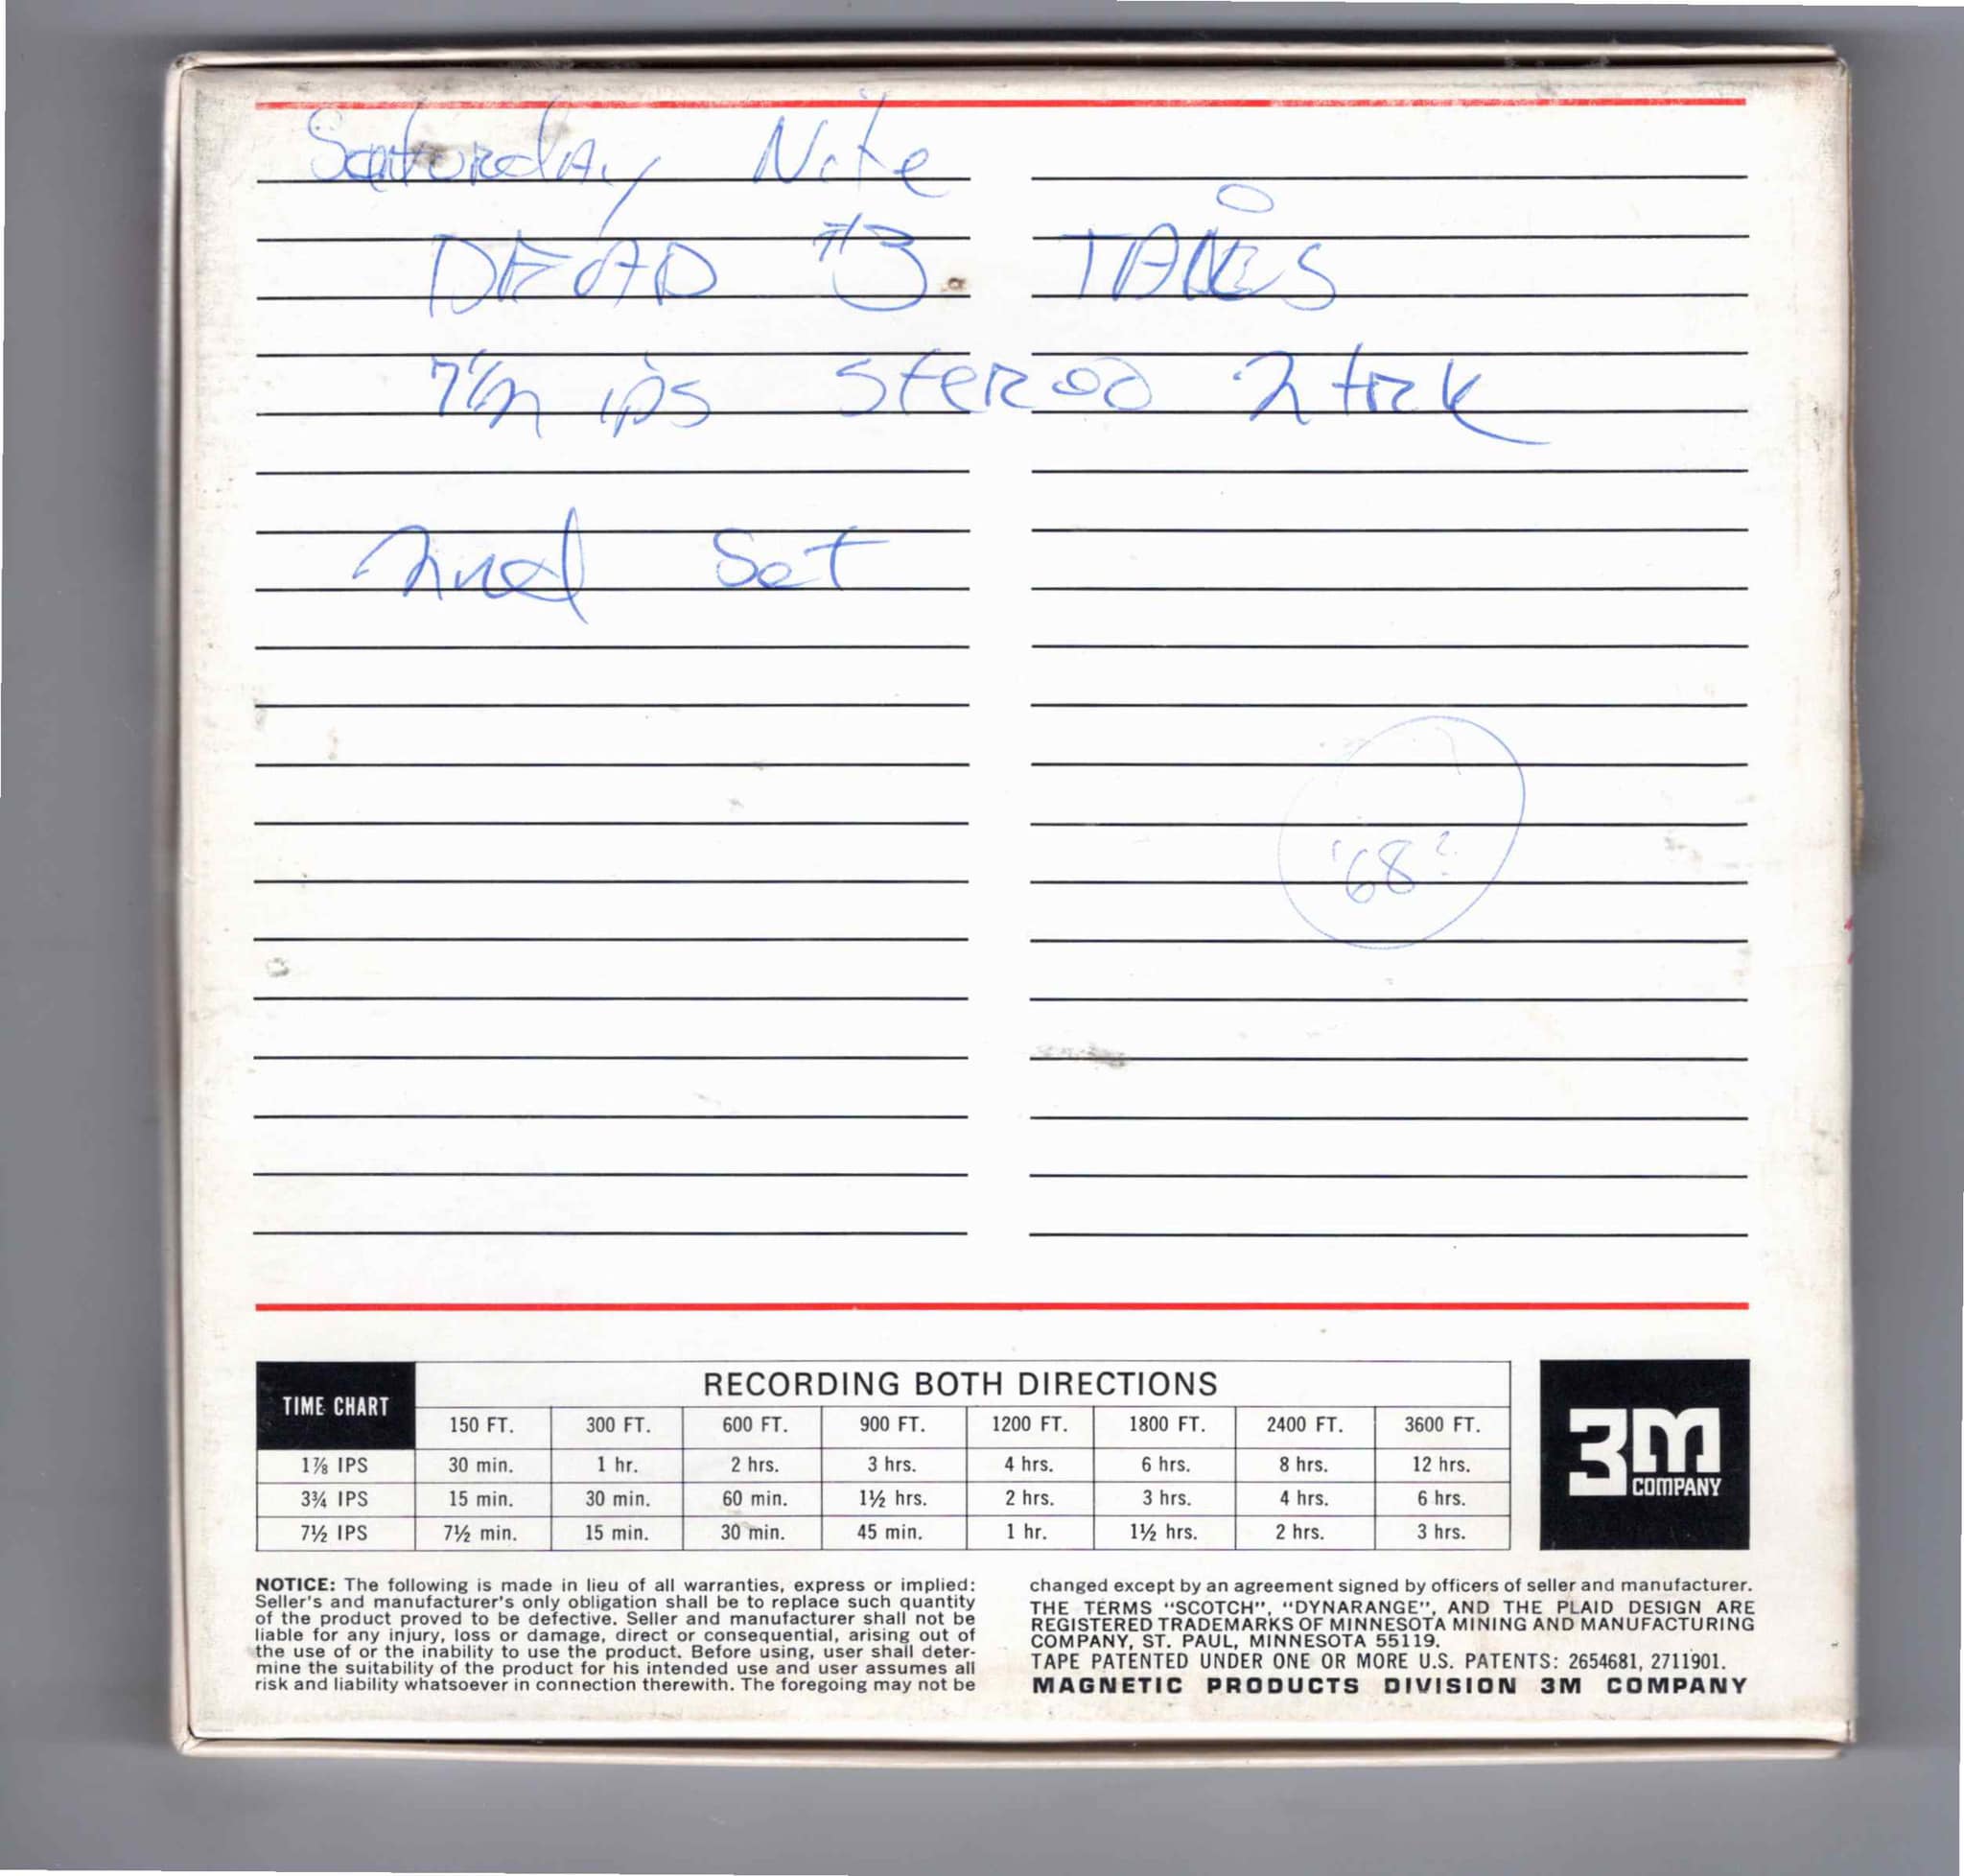 Saturday Nite
DEAD #3. TAILS
7 1/2 ips stereo 2 trk
2nd Set
'68?
TIME CHART
RECORDING BOTH DIRECTIONS
150 FT. 300 FT. 600 FT. 900 FT. 1200 FT. 1800 FT. 2400 FT. 3600 FT.
1⅞ IPS 30 min. 1 hr. 2 hrs. 3 hrs. 4 hrs. 6 hrs. 8 hrs. 12 hrs.
3¾ IPS 15 min. 30 min. 60 min. 1½ hrs. 2 hrs. 3 hrs. 4 hrs. 6 hrs.
7½ IPS 7½ min. 15 min. 30 min. 45 min. 1 hr. 1½ hrs. 2 hrs. 3 hrs.
3M
COMPANY
NOTICE: The following is made in lieu of all warranties, express or implied:
Seller's and manufacturer's only obligation shall be to replace such quantity
of the product proved to be defective. Seller and manufacturer shall not be
liable for any injury, loss or damage, direct or consequential, arising out of
the use of or the inability to use the product. Before using, user shall deter-
mine the suitability of the product for his intended use and user assumes all
risk and liability whatsoever in connection therewith. The foregoing may not be
changed except by an agreement signed by officers of seller and manufacturer.
THE TERMS "SCOTCH", "DYNARANGE", AND THE PLAID DESIGN ARE
REGISTERED TRADEMARKS OF MINNESOTA MINING AND MANUFACTURING
COMPANY, ST. PAUL, MINNESOTA 55119.
TAPE PATENTED UNDER ONE OR MORE U.S. PATENTS: 2654681, 2711901.
MAGNETIC PRODUCTS DIVISION 3M COMPANY